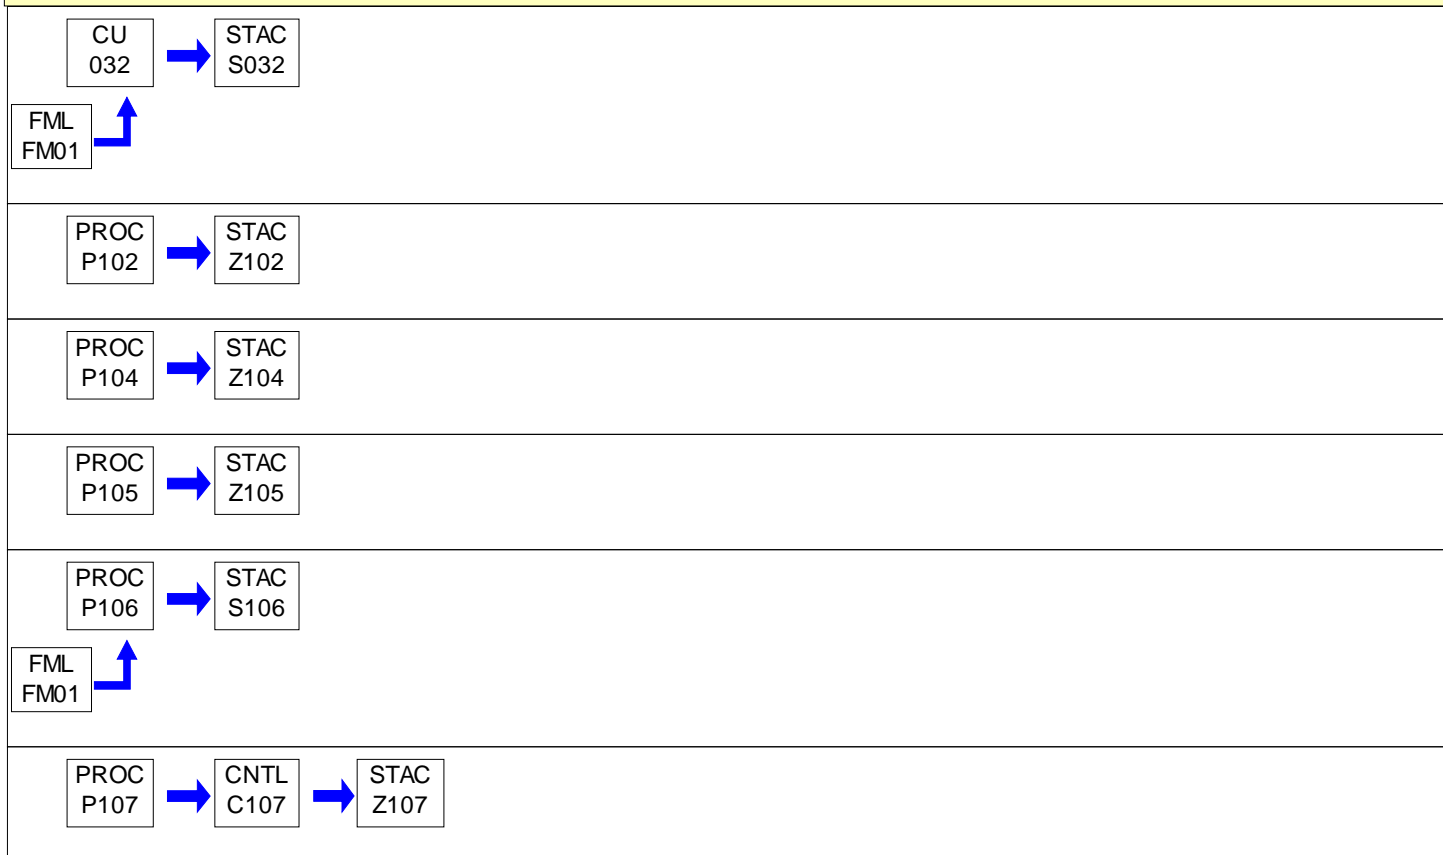 CU
032
STAC
S032
FML
FM01
PROC
P102
STAC
Z102
PROC
P104
STAC
Z104
PROC
P105
STAC
Z105
PROC
P106
STAC
S106
FML
FM01
PROC
P107
CNTL
C107
STAC
Z107